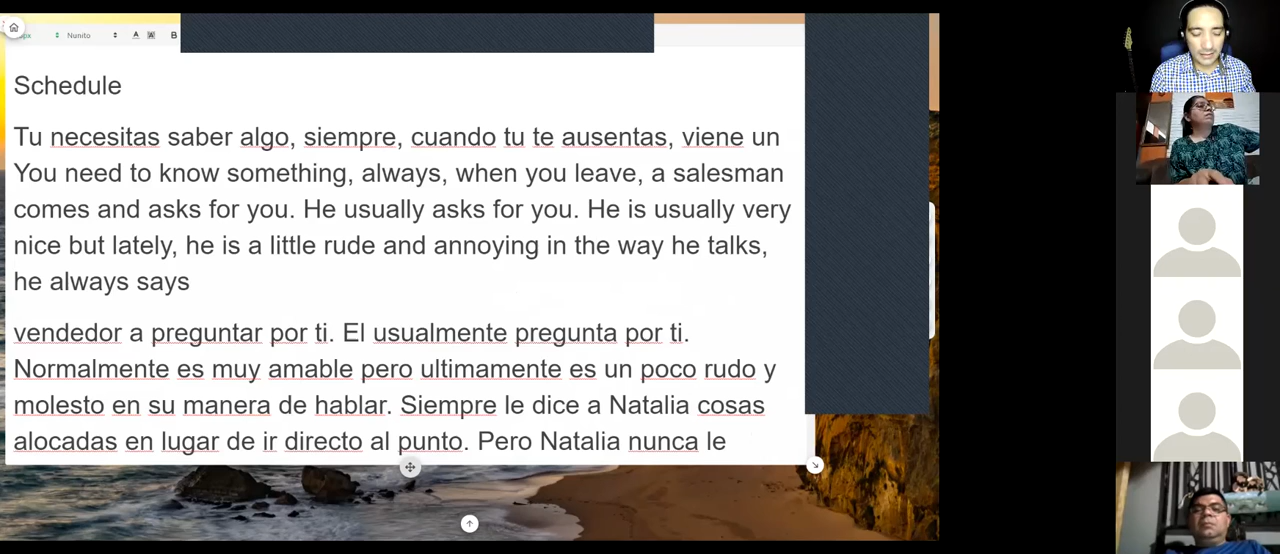 Nunito
B
Schedule
Tu necesitas saber algo, siempre, cuando tu te ausentas, viene un
You need to know something, always, when you leave, a salesman
comes and asks for you. He usually asks for you. He is usually very
nice but lately, he is a little rude and annoying in the way he talks,
he always says
vendedor a preguntar por ti. El usualmente pregunta por ti.
Normalmente es muy amable pero ultimamente es un poco rudo y
molesto en su manera de hablar. Siempre le dice a Natalia cosas
alocadas en lugar de ir directo al punto. Pero Natalia nunca le